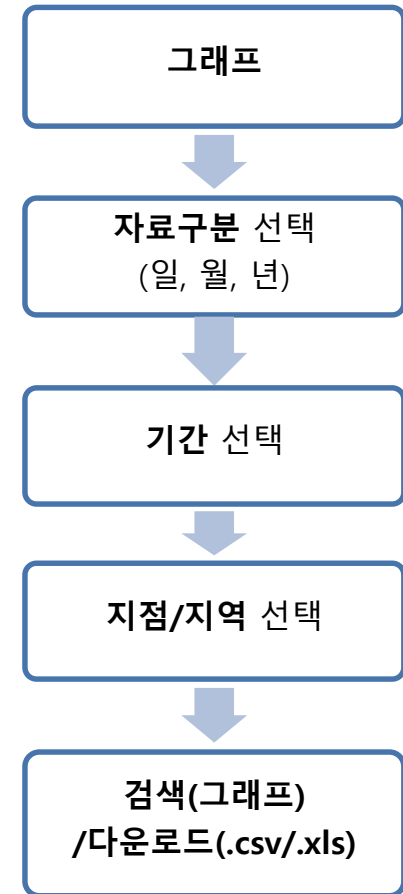 그래프
자료구분 선택
(일, 월, 년)
기간 선택
지점/지역 선택
검색(그래프)
/다운로드(.csv/.xls)